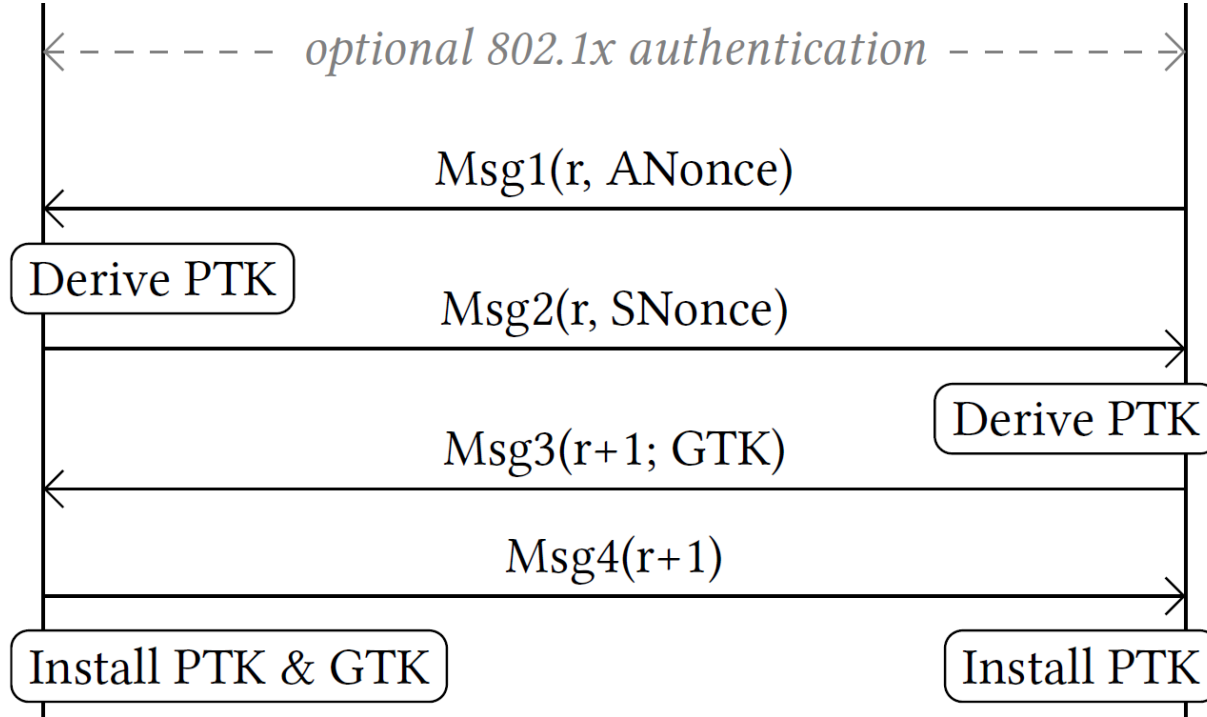 optional 802.1x authentication
Msg1(r, ANonce)
Derive PTK
Msg2(r, SNonce)
Derive PTK
Msg3(r+1; GTK)
Msg4(r+1)
Install PTK & GTK
Install PTK